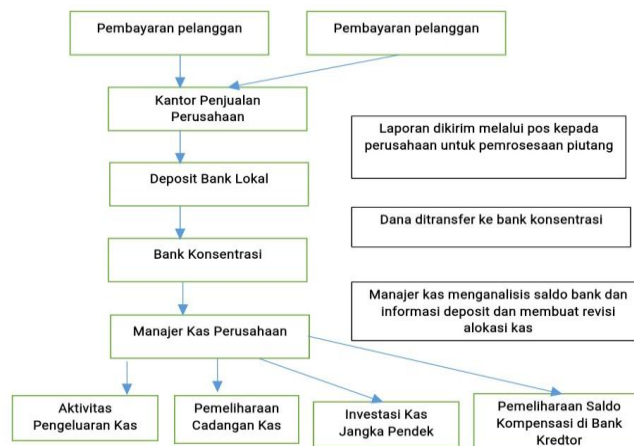 Pembayaran pelanggan
Pembayaran pelanggan
Kantor Penjualan
Perusahaan
Laporan dikirim melalui pos kepada
perusahaan untuk pemrosesaan piutang
Deposit Bank Lokal
Dana ditransfer ke bank konsentrasi
Bank Konsentrasi
Manajer kas menganalisis saldo bank dan
informasi deposit dan membuat revisi
alokasi kas
Manajer Kas Perusahaan
Aktivitas
Pengeluaran Kas
Pemeliharaan
Cadangan Kas
Investasi Kas
Jangka Pendek
Pemeliharaan Saldo
Kompensasi di Bank
Kredtor